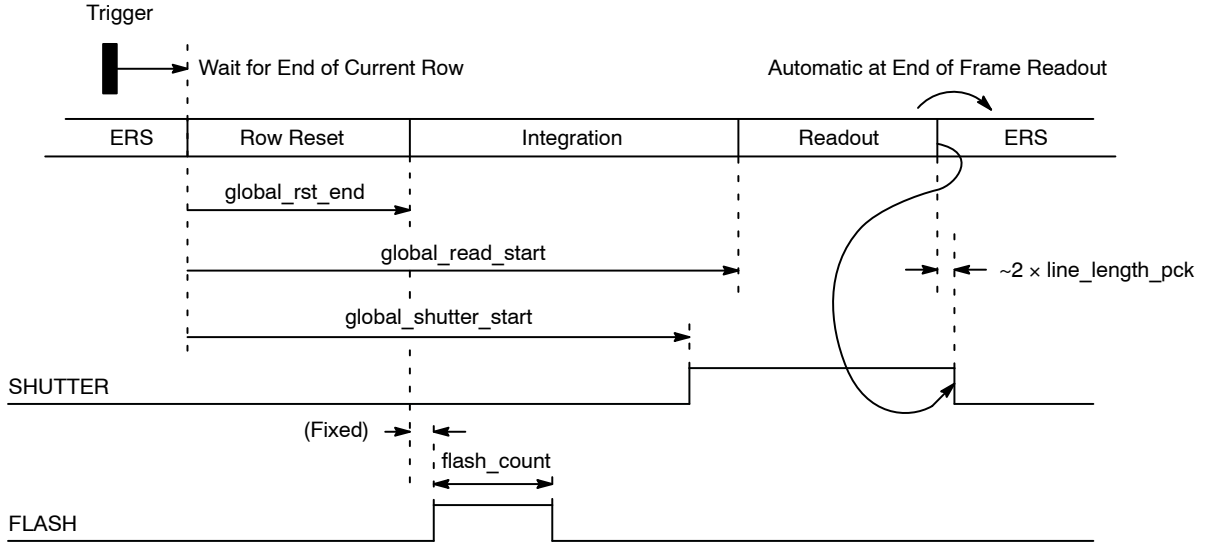 Trigger
Wait for End of Current Row
Automatic at End of Frame Readout
ERS Row Reset Integration Readout ERS
global_rst_end
global_read_start
~2 × line_length_pck
global_shutter_start
SHUTTER
(Fixed)
flash_count
FLASH